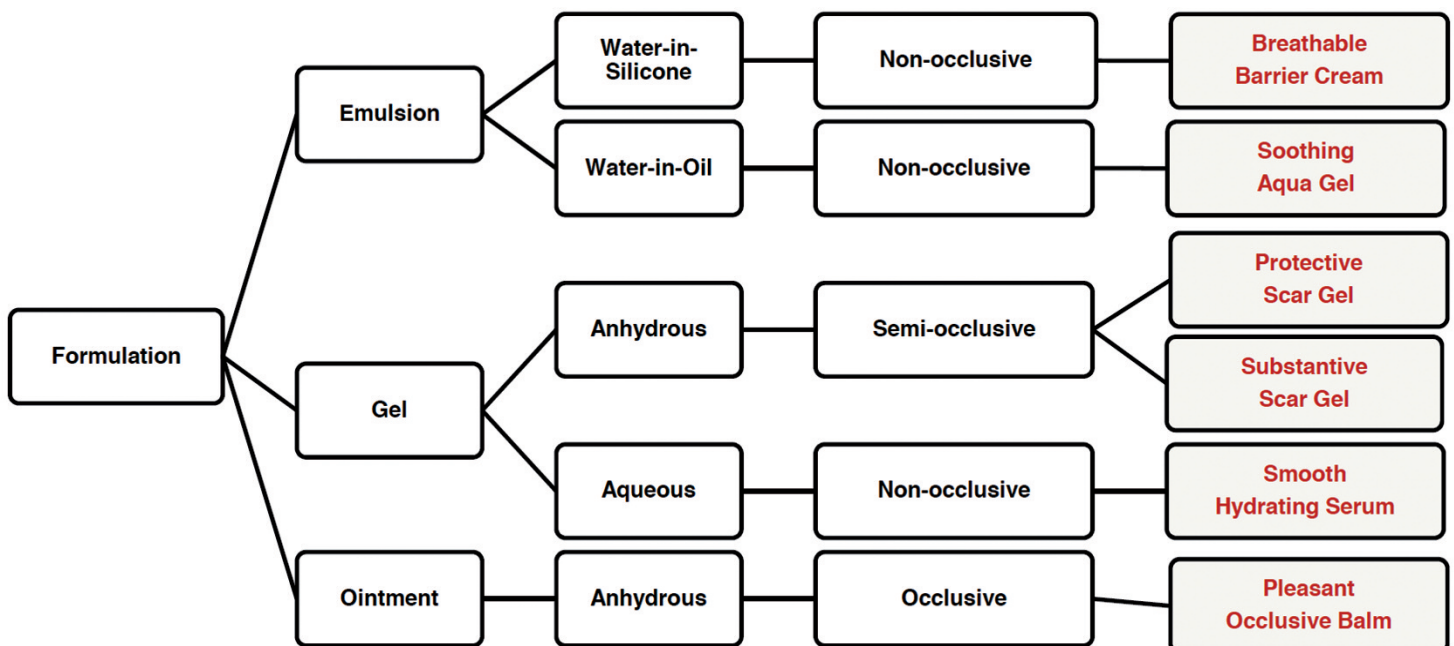 Formulation
Emulsion
Water-in-
Silicone
Non-occlusive
Breathable
Barrier Cream
Water-in-Oil
Non-occlusive
Soothing
Aqua Gel
Gel
Anhydrous
Semi-occlusive
Protective
Scar Gel
Substantive
Scar Gel
Aqueous
Non-occlusive
Smooth
Hydrating Serum
Ointment
Anhydrous
Occlusive
Pleasant
Occlusive Balm